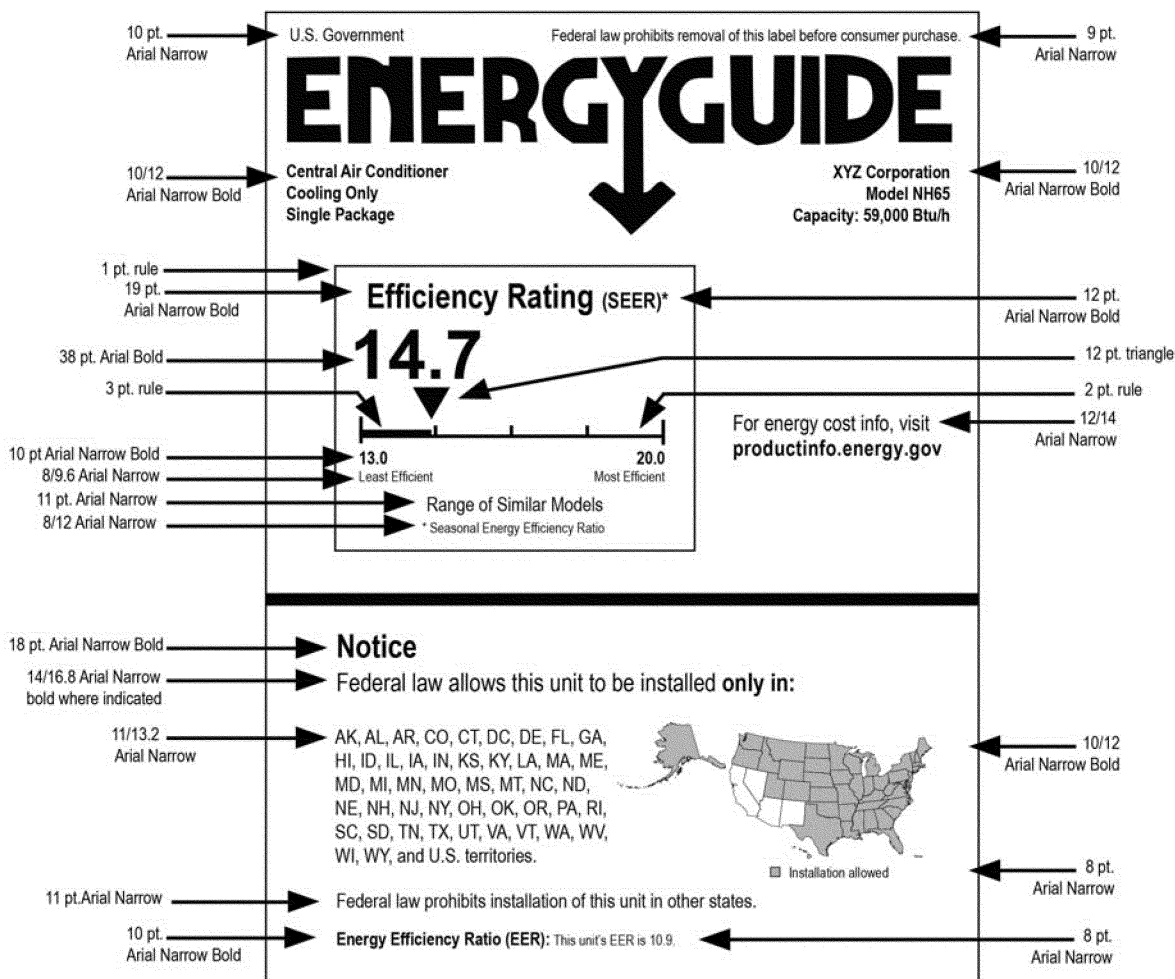 10 pt.
Arial Narrow
U.S. Government
Federal law prohibits removal of this label before consumer purchase.
9 pt.
Arial Narrow
ENERGYGUIDE
10/12
Arial Narrow Bold
Central Air Conditioner
Cooling Only
Single Package
XYZ Corporation
Model NH65
Capacity: 59,000 Btu/h
10/12
Arial Narrow Bold
1 pt. rule
19 pt.
Arial Narrow Bold
Efficiency Rating (SEER)*
12 pt.
Arial Narrow Bold
38 pt. Arial Bold
14.7
12 pt. triangle
3 pt. rule
2 pt. rule
For energy cost info, visit
productinfo.energy.gov
12/14
Arial Narrow
10 pt Arial Narrow Bold
13.0
20.0
8/9.6 Arial Narrow
Least Efficient
Most Efficient
11 pt. Arial Narrow
Range of Similar Models
8/12 Arial Narrow
* Seasonal Energy Efficiency Ratio
18 pt. Arial Narrow Bold
Notice
14/16.8 Arial Narrow
bold where indicated
Federal law allows this unit to be installed only in:
11/13.2
Arial Narrow
AK, AL, AR, CO, CT, DC, DE, FL, GA,
HI, ID, IL, IA, IN, KS, KY, LA, MA, ME,
MD, MI, MN, MO, MS, MT, NC, ND,
NE, NH, NJ, NY, OH, OK, OR, PA, RI,
SC, SD, TN, TX, UT, VA, VT, WA, WV,
WI, WY, and U.S. territories.
10/12
Arial Narrow Bold
Installation allowed
8 pt.
Arial Narrow
11 pt.Arial Narrow
Federal law prohibits installation of this unit in other states.
10 pt.
Arial Narrow Bold
Energy Efficiency Ratio (EER): This unit's EER is 10.9.
8 pt.
Arial Narrow